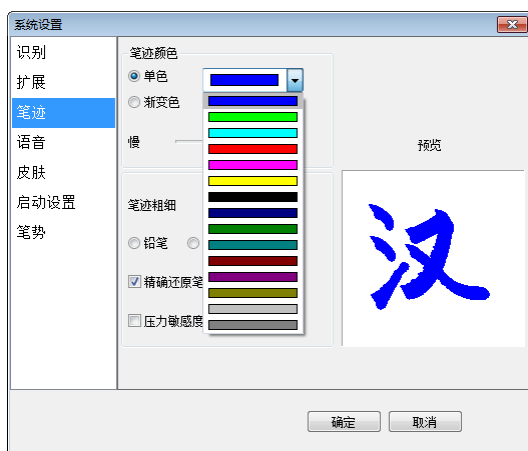 系统设置
识别
扩展
笔迹
语音
皮肤
启动设置
笔势
笔迹颜色
单色
渐变色
慢
笔迹粗细
铅笔
精确还原笔
压力敏感度
预览
汉
确定
取消